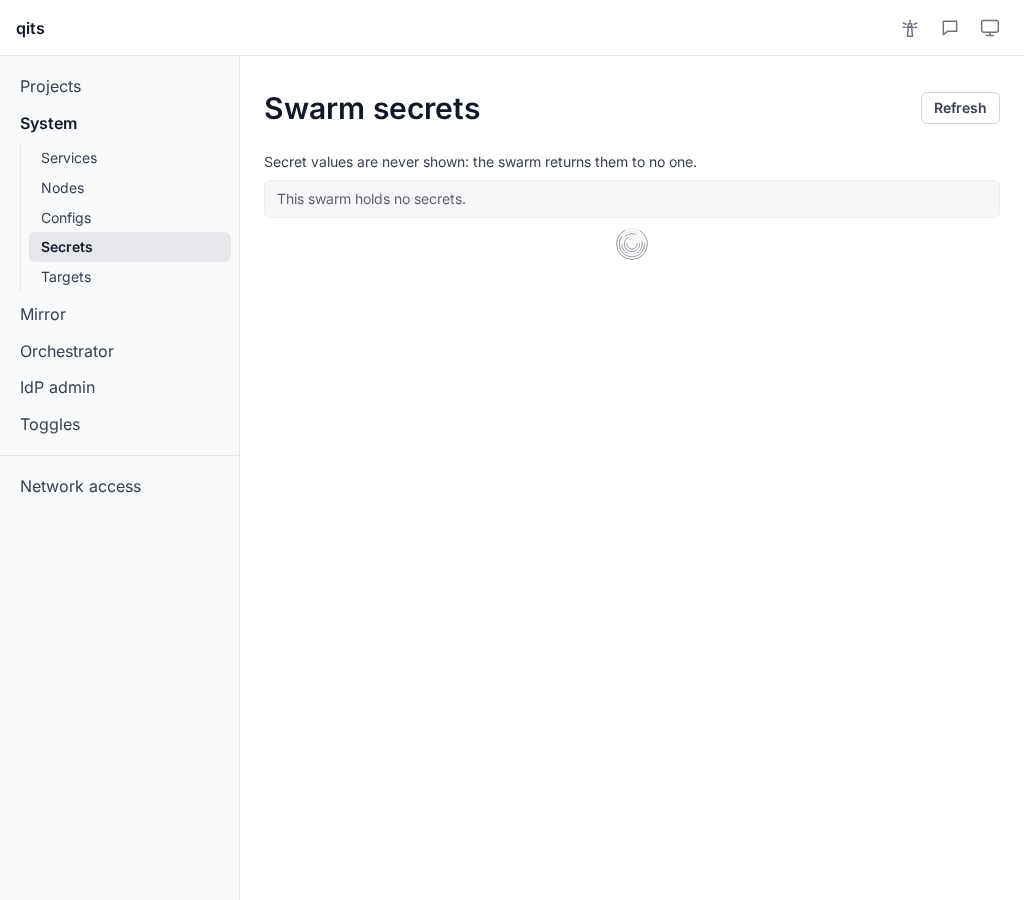 qits
Projects
System
Services
Nodes
Configs
Secrets
Targets
Mirror
Orchestrator
IdP admin
Toggles
Network access
Swarm secrets
Refresh
Secret values are never shown: the swarm returns them to no one.
This swarm holds no secrets.